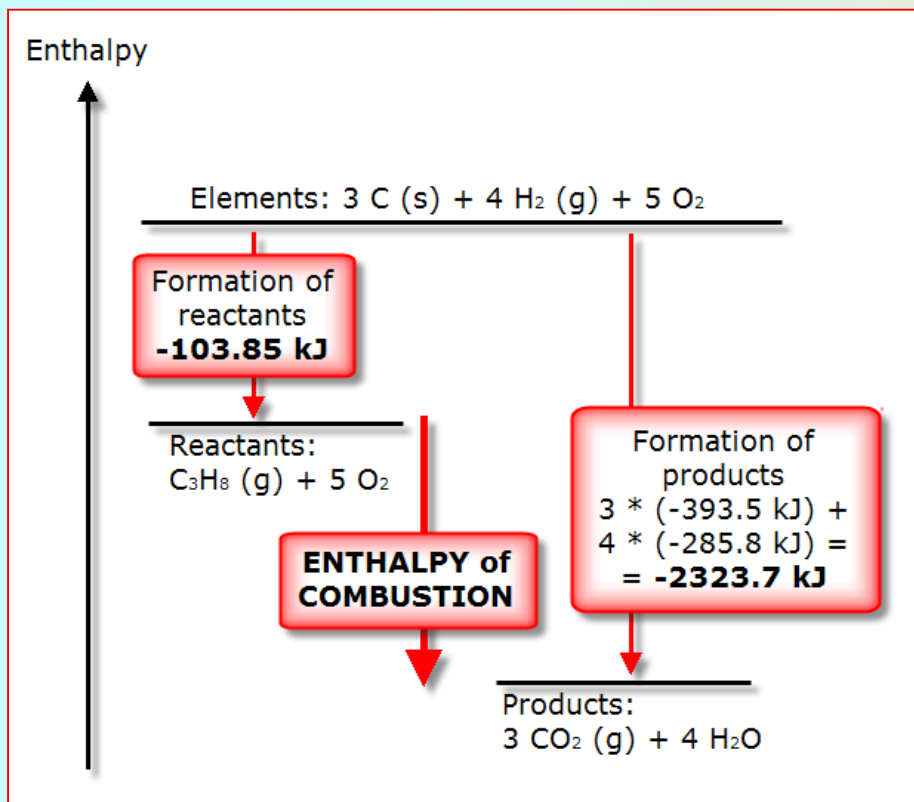 Enthalpy
Elements: 3 C (s) + 4 H₂ (g) + 5 O₂
Formation of
reactants
-103.85 kJ
Reactants:
C₃H₈ (g) + 5 O₂
ENTHALPY of
COMBUSTION
Formation of
products
3 * (-393.5 kJ) +
4 * (-285.8 kJ) =
= -2323.7 kJ
Products:
3 CO₂ (g) + 4 H₂O